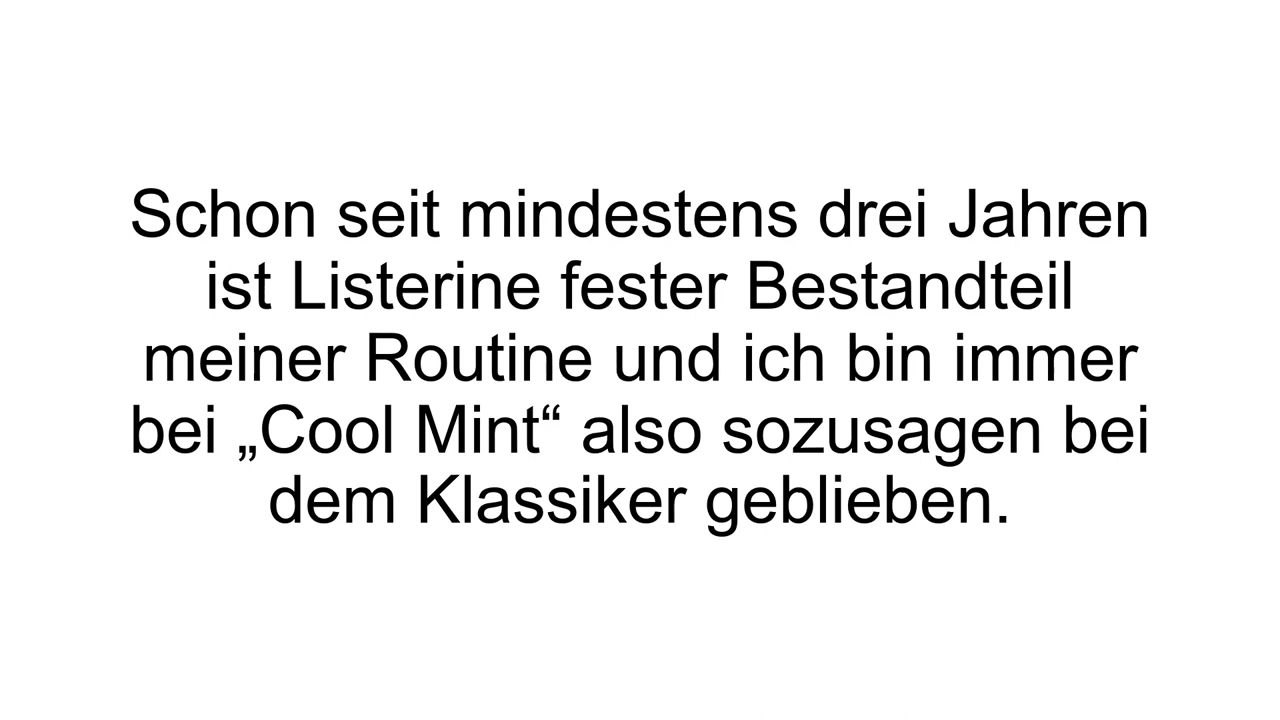 Schon seit mindestens drei Jahren
ist Listerine fester Bestandteil
meiner Routine und ich bin immer
bei „Cool Mint“ also sozusagen bei
dem Klassiker geblieben.